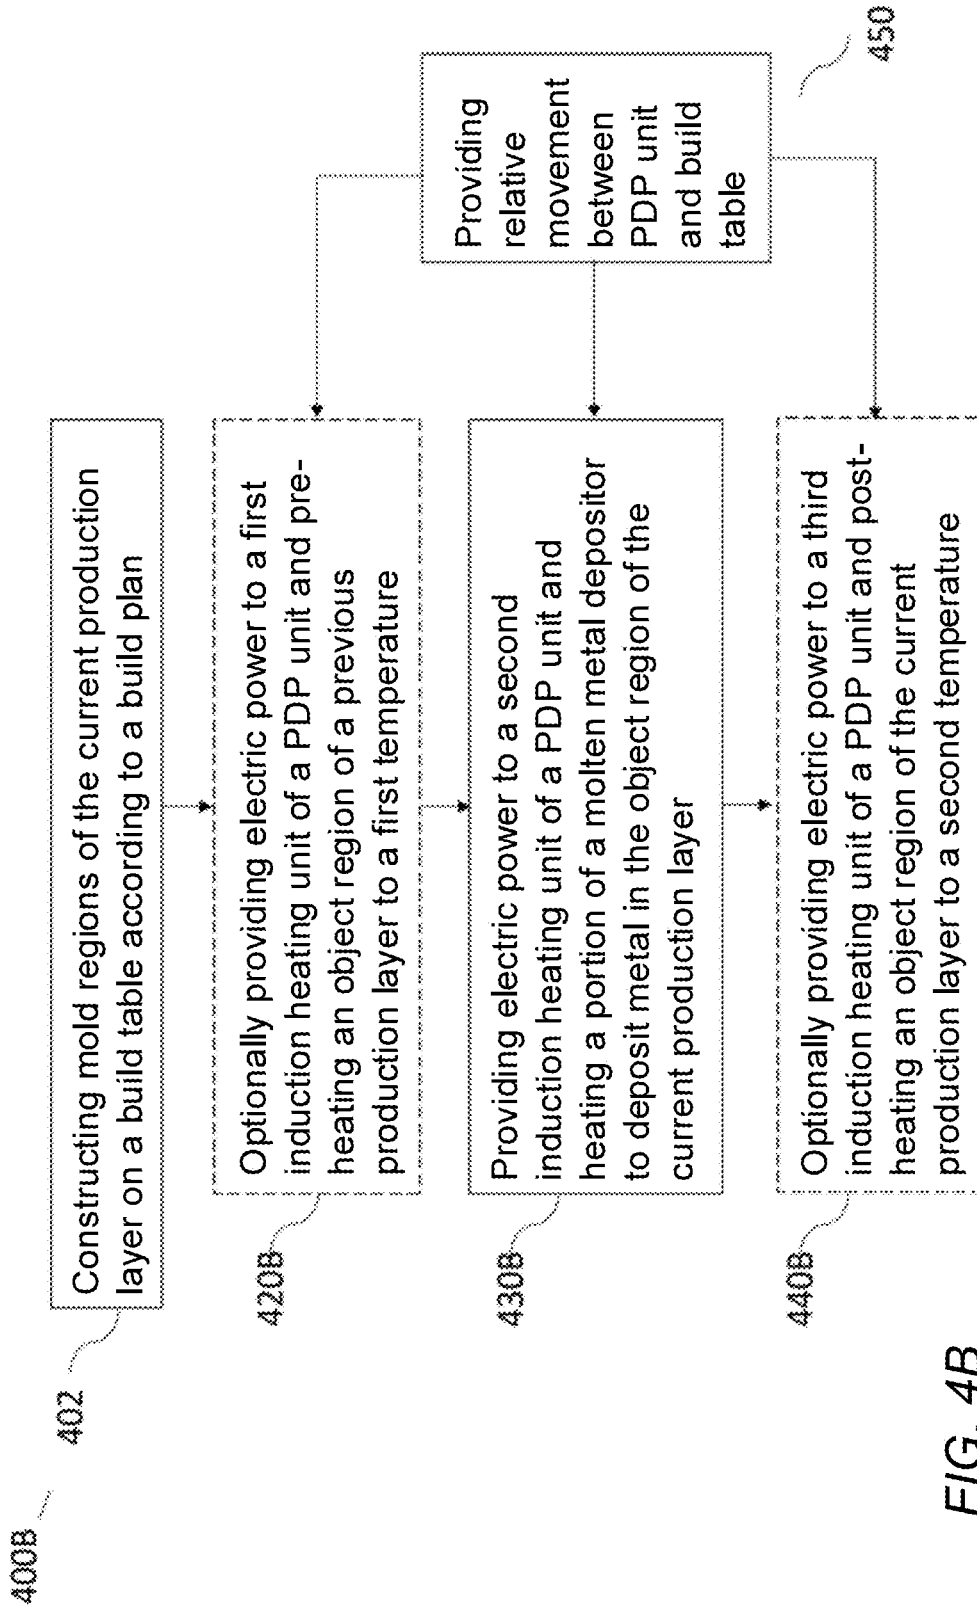 400B
402
Constructing mold regions of the current production
layer on a build table according to a build plan
420B
Optionally providing electric power to a first
induction heating unit of a PDP unit and pre-
heating an object region of a previous
production layer to a first temperature
430B
Providing electric power to a second
induction heating unit of a PDP unit and
heating a portion of a molten metal depositor
to deposit metal in the object region of the
current production layer
440B
Optionally providing electric power to a third
induction heating unit of a PDP unit and post-
heating an object region of the current
production layer to a second temperature
Providing
relative
movement
between
PDP unit
and build
table
450
FIG. 4B